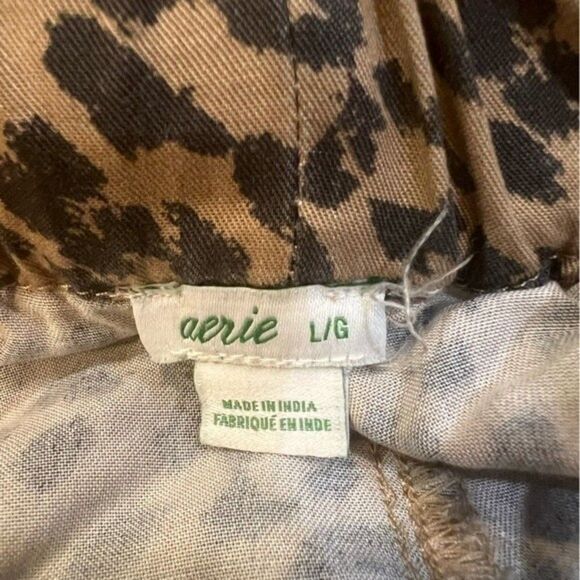 aerie L/G
MADE IN INDIA
FABRIQUÉ EN INDE